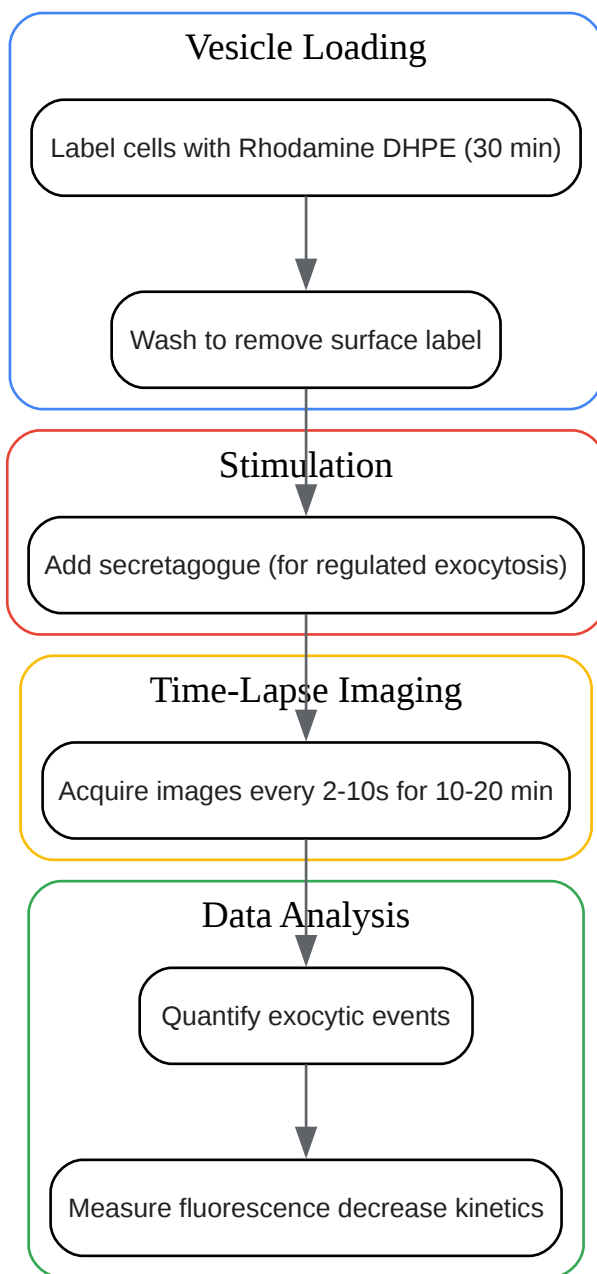 Vesicle Loading
Label cells with Rhodamine DHPE (30 min)
Wash to remove surface label
Stimulation
Add secretagogue (for regulated exocytosis)
Time-Lapse Imaging
Acquire images every 2-10s for 10-20 min
Data Analysis
Quantify exocytic events
Measure fluorescence decrease kinetics